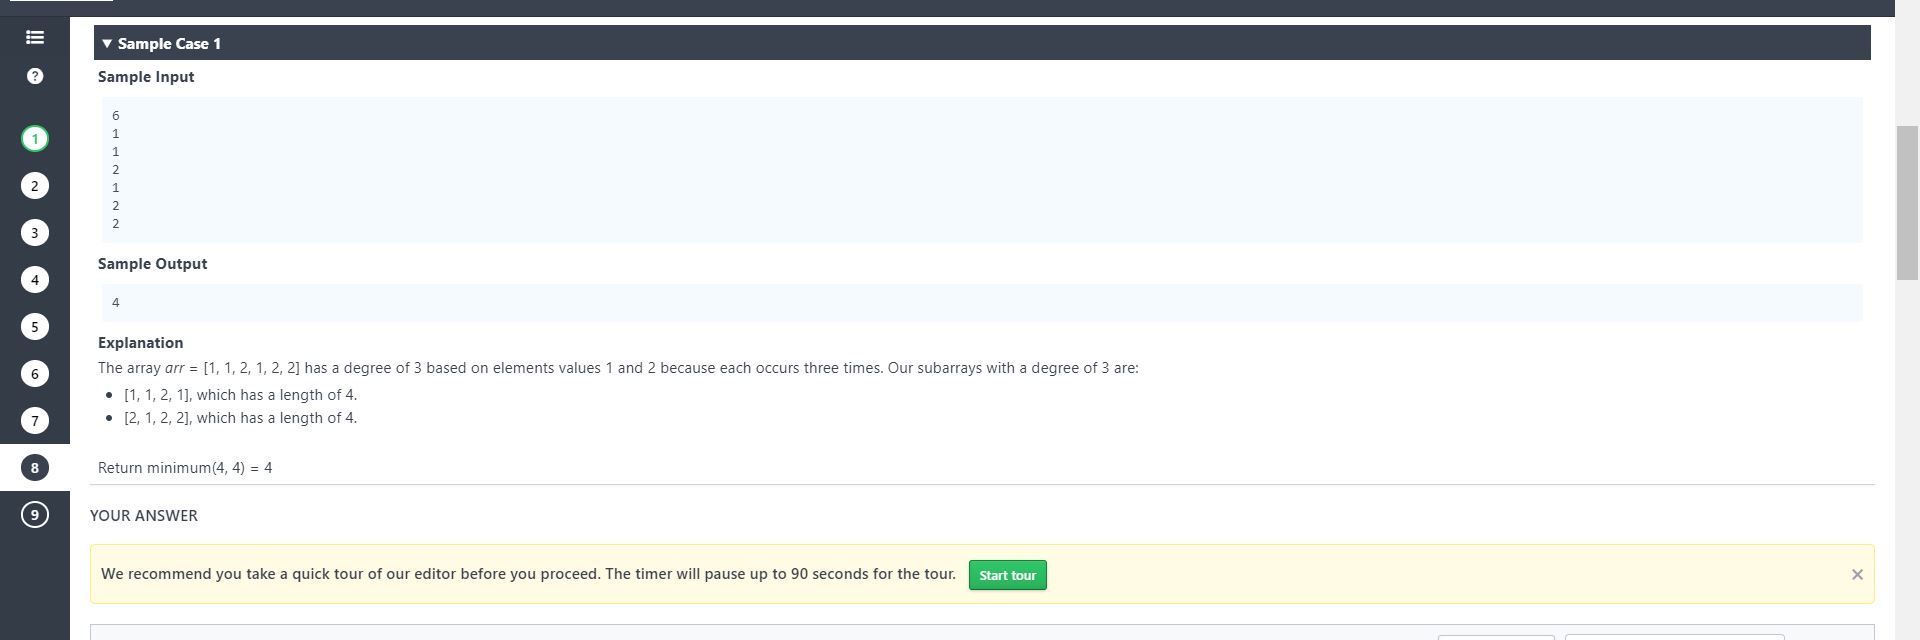 ▼ Sample Case 1
Sample Input
?
6
1
1
2
1
2
2
1
2
3
4
5
6
7
8
9
Sample Output
4
Explanation
The array arr = [1, 1, 2, 1, 2, 2] has a degree of 3 based on elements values 1 and 2 because each occurs three times. Our subarrays with a degree of 3 are:
• [1, 1, 2, 1], which has a length of 4.
• [2, 1, 2, 2], which has a length of 4.
Return minimum(4, 4) = 4
YOUR ANSWER
We recommend you take a quick tour of our editor before you proceed. The timer will pause up to 90 seconds for the tour. Start tour ×